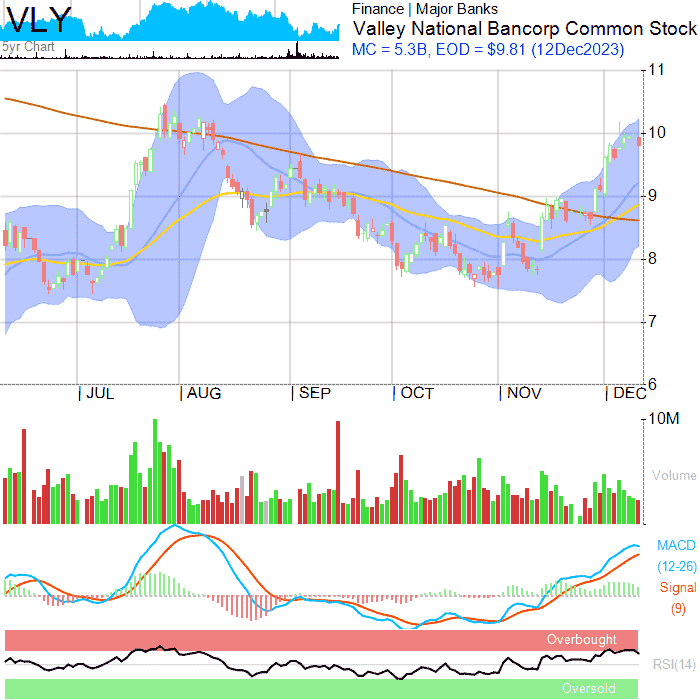 VLY
5yr Chart
Finance | Major Banks
Valley National Bancorp Common Stock
MC = 5.3B, EOD = $9.81 (12Dec2023)
11
10
9
8
7
6
JUL AUG SEP OCT NOV DEC
10M
Volume
MACD
(12-26)
Signal
(9)
Overbought
RSI(14)
Oversold